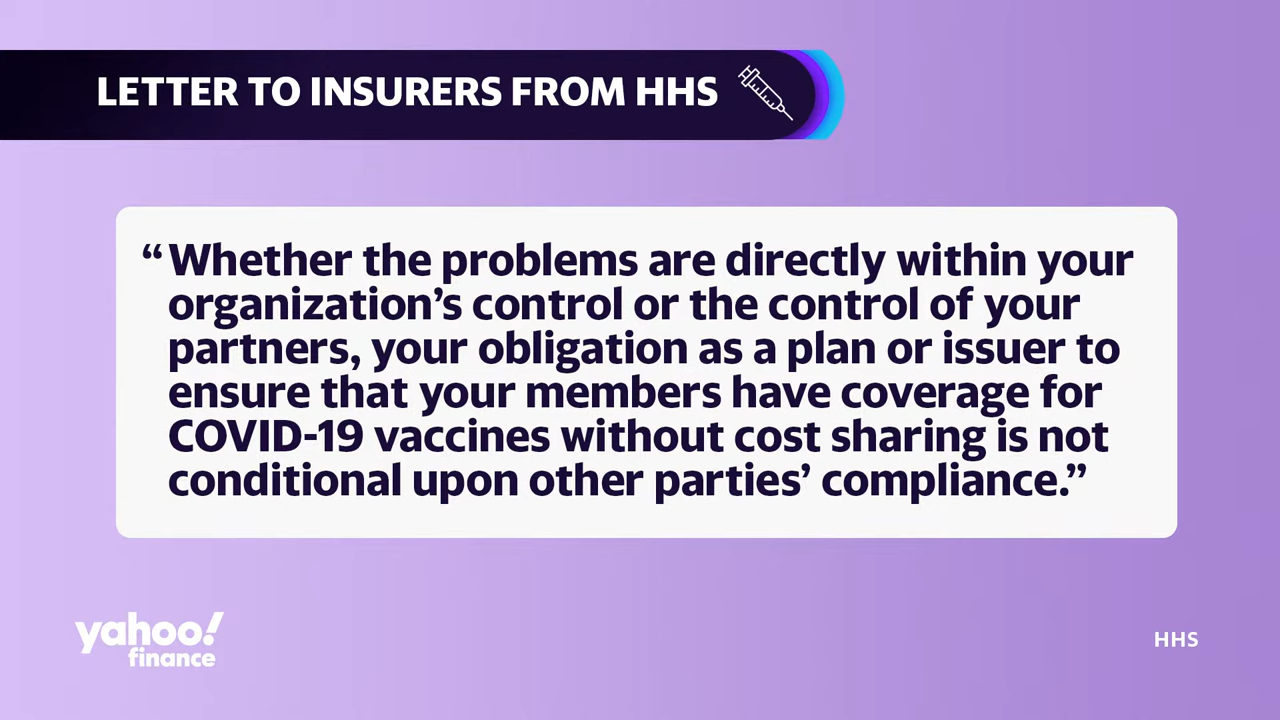 LETTER TO INSURERS FROM HHS
“Whether the problems are directly within your
organization’s control or the control of your
partners, your obligation as a plan or issuer to
ensure that your members have coverage for
COVID-19 vaccines without cost sharing is not
conditional upon other parties’ compliance.”
yahoo!
finance
HHS